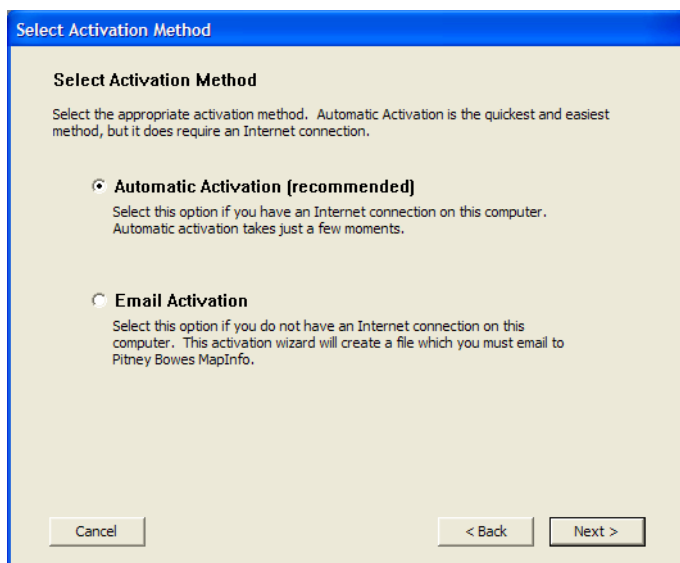 Select Activation Method
Select Activation Method
Select the appropriate activation method.  Automatic Activation is the quickest and easiest
method, but it does require an Internet connection.
Automatic Activation (recommended)
Select this option if you have an Internet connection on this computer.
Automatic activation takes just a few moments.
Email Activation
Select this option if you do not have an Internet connection on this
computer.  This activation wizard will create a file which you must email to
Pitney Bowes MapInfo.
Cancel
< Back
Next >